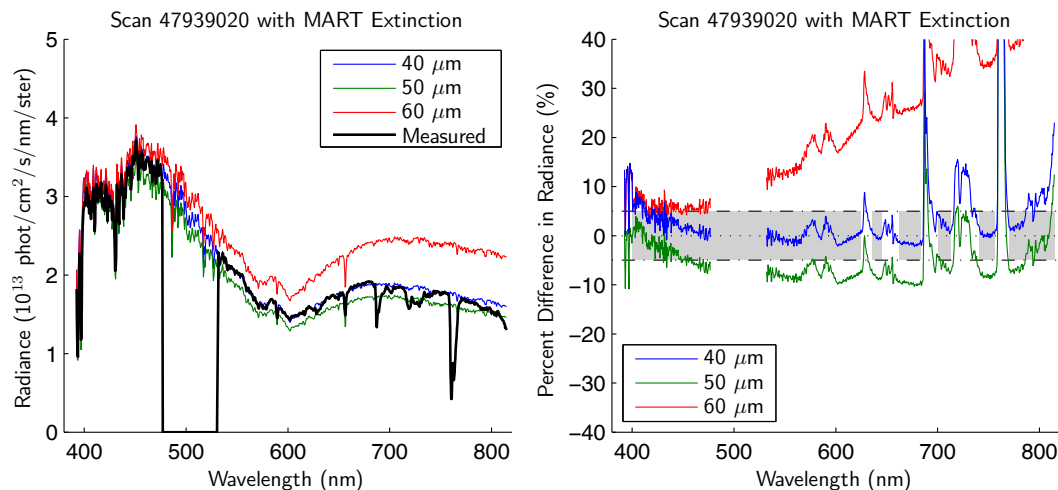 Scan 47939020 with MART Extinction
Radiance (10¹³ phot/cm²/s/nm/ster)
5
4
3
2
1
0
40 μm
50 μm
60 μm
Measured
400
500
600
700
800
Wavelength (nm)
Scan 47939020 with MART Extinction
Percent Difference in Radiance (%)
40
30
20
10
0
−10
−20
−30
−40
40 μm
50 μm
60 μm
400
500
600
700
800
Wavelength (nm)